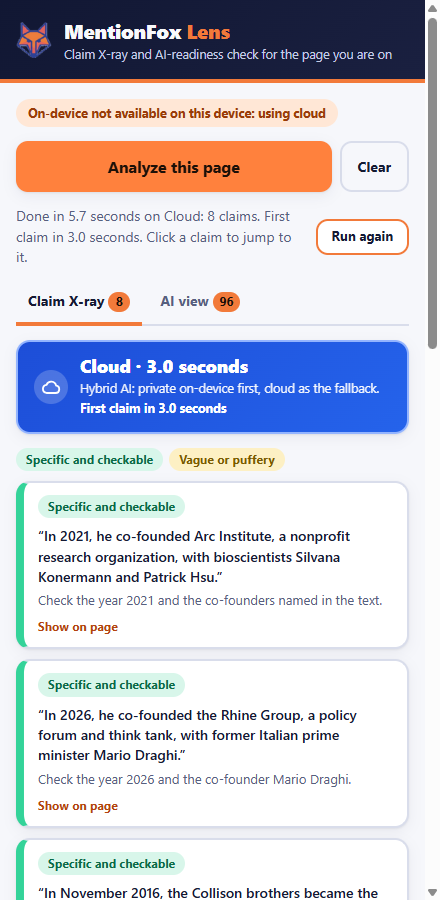 MentionFox Lens
Claim X-ray and AI-readiness check for the page you are on
On-device not available on this device: using cloud
Analyze this page
Clear
Done in 5.7 seconds on Cloud: 8 claims. First
claim in 3.0 seconds. Click a claim to jump to
it.
Run again
Claim X-ray 8
AI view 96
Cloud · 3.0 seconds
Hybrid AI: private on-device first, cloud as the fallback.
First claim in 3.0 seconds
Specific and checkable
Vague or puffery
Specific and checkable
“In 2021, he co-founded Arc Institute, a nonprofit
research organization, with bioscientists Silvana
Konermann and Patrick Hsu.”
Check the year 2021 and the co-founders named in the text.
Show on page
Specific and checkable
“In 2026, he co-founded the Rhine Group, a policy
forum and think tank, with former Italian prime
minister Mario Draghi.”
Check the year 2026 and the co-founder Mario Draghi.
Show on page
Specific and checkable
“In November 2016, the Collison brothers became the